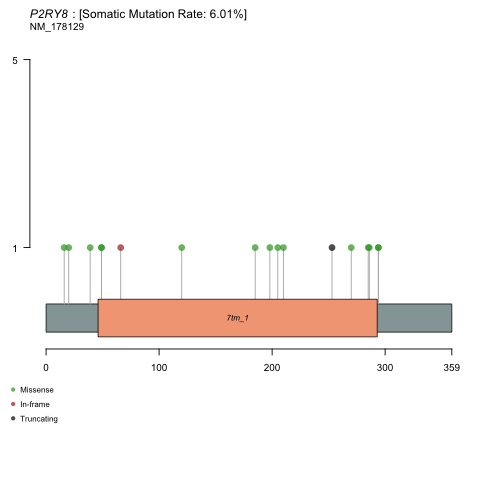 P2RY8 : [Somatic Mutation Rate: 6.01%]
NM_178129
5
1
7tm_1
0 100 200 300 359
Missense
In-frame
Truncating